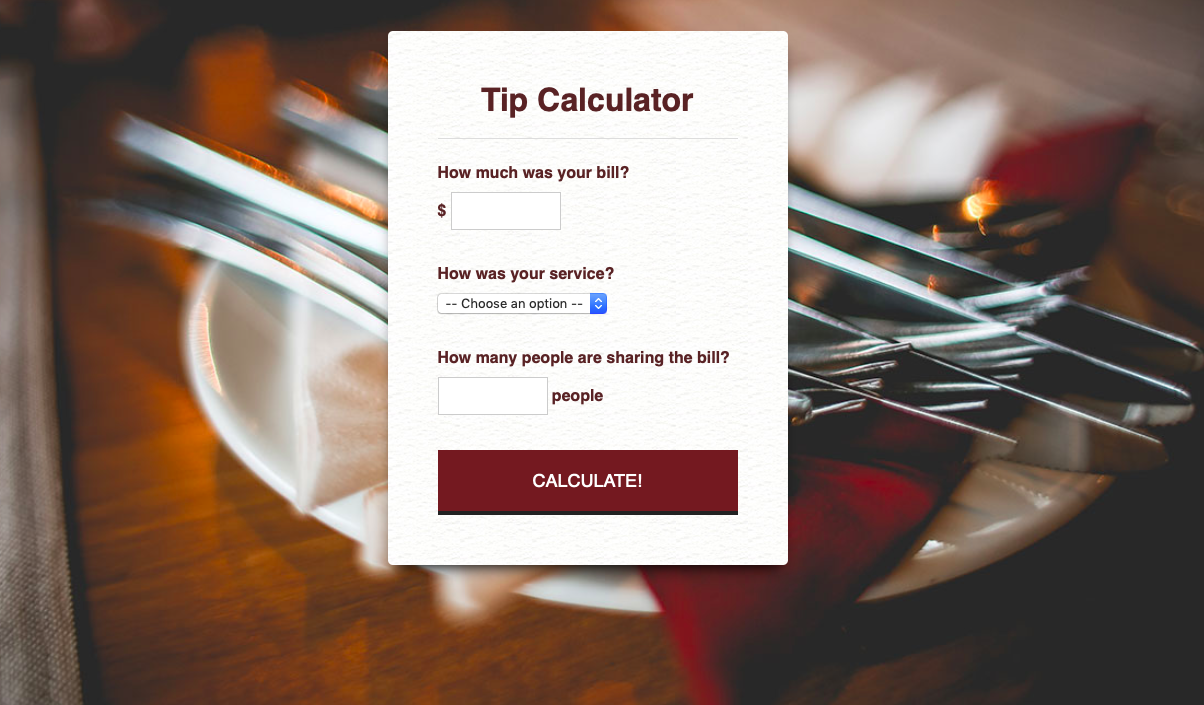 Tip Calculator
How much was your bill?
$
How was your service?
-- Choose an option --
How many people are sharing the bill?
people
CALCULATE!